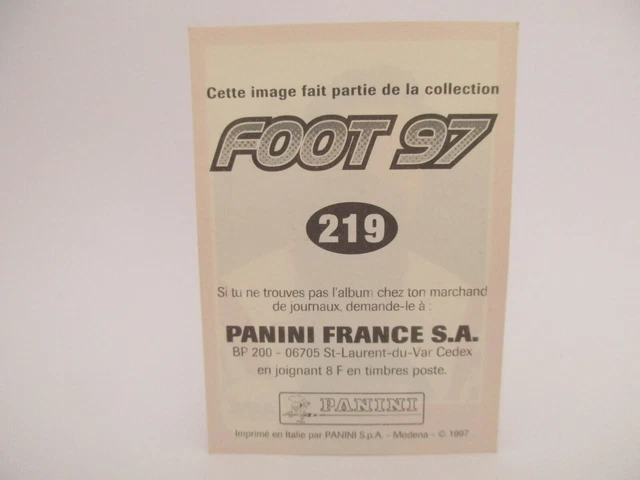 Cette image fait partie de la collection
FOOT 97
219
Si tu ne trouves pas l'album chez ton marchand
de journaux, demande-le à :
PANINI FRANCE S.A.
BP 200 - 06705 St-Laurent-du-Var Cedex
en joignant 8 F en timbres poste.
PANINI
Imprimé en Italie par PANINI S.p.A. - Modena - © 1997